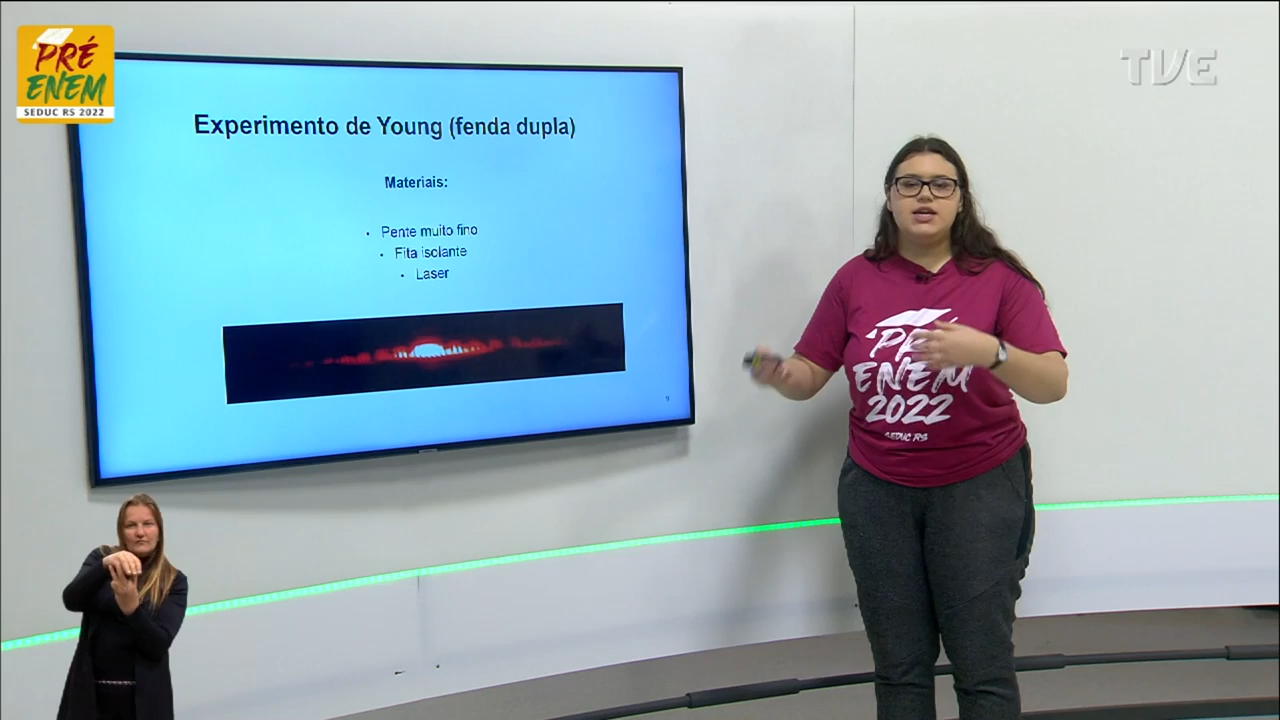 PRÉ
ENEM
SEDUC RS 2022
TVE
Experimento de Young (fenda dupla)
Materiais:
• Pente muito fino
• Fita isolante
• Laser
9
PRÉ
ENEM
2022
SEDUC RS